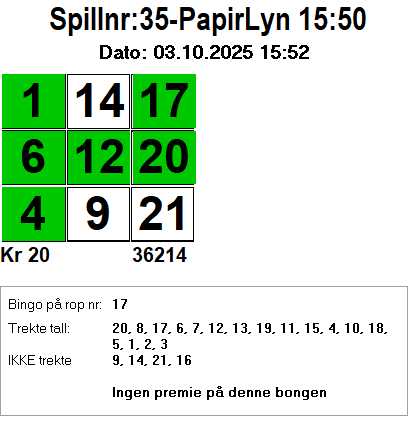 Spillnr:35-PapirLyn 15:50
Dato: 03.10.2025 15:52
1 14 17
6 12 20
4 9 21
Kr 20 36214
Bingo på rop nr: 17
Trekte tall: 20, 8, 17, 6, 7, 12, 13, 19, 11, 15, 4, 10, 18,
5, 1, 2, 3
IKKE trekte 9, 14, 21, 16
Ingen premie på denne bongen